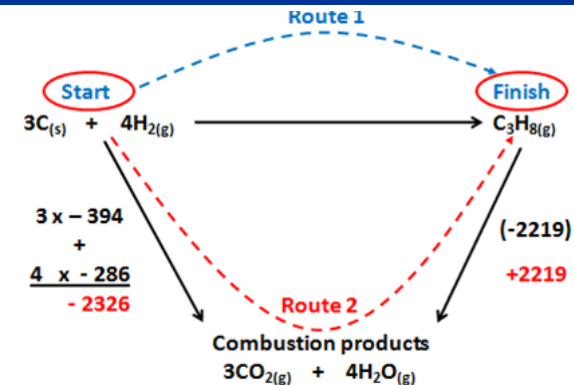 Route 1
Start Finish
3C(s) + 4H2(g) C3H8(g)
3 x – 394
+
4 x - 286
- 2326
(-2219)
+2219
Route 2
Combustion products
3CO2(g) + 4H2O(g)